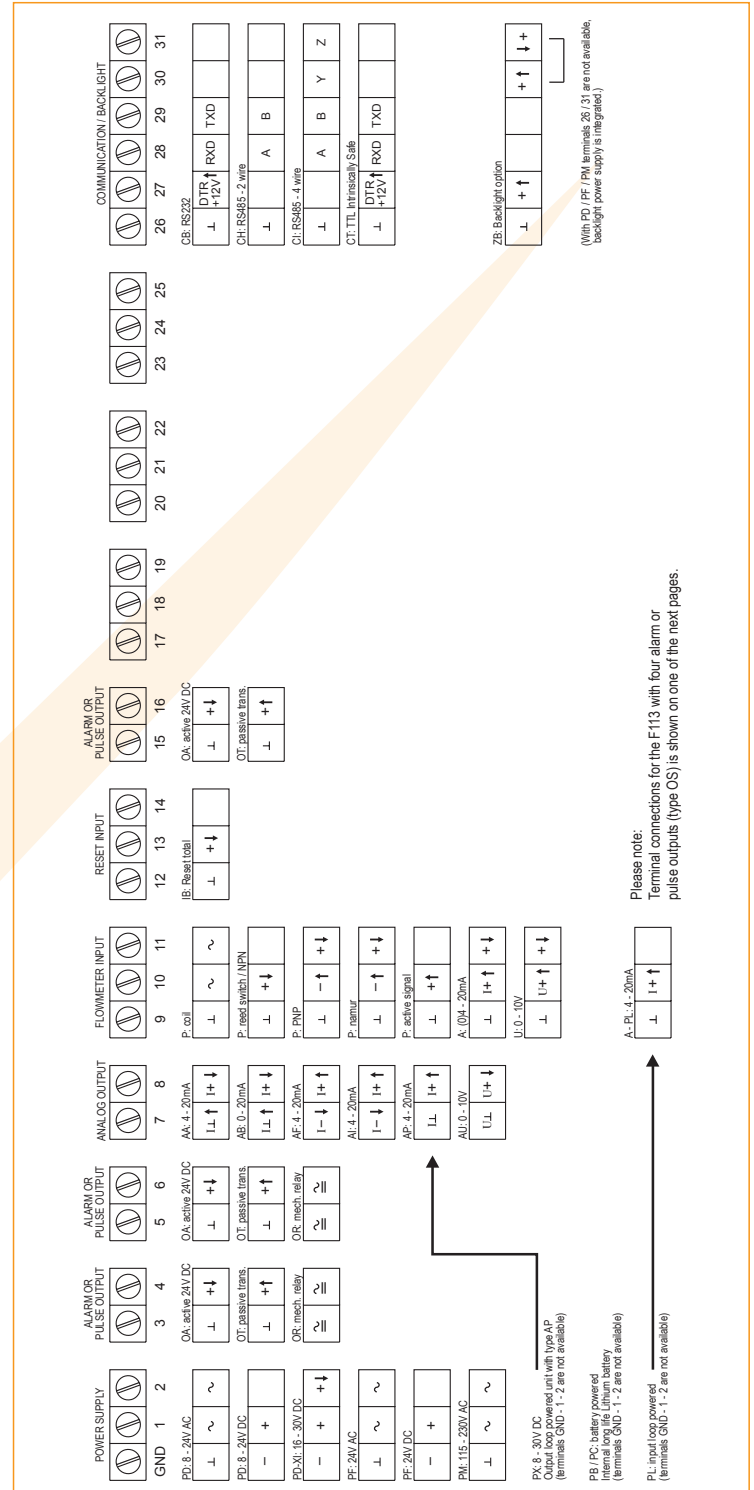 POWER SUPPLY
GND 1 2
PD: 8 - 24V AC
⊥ ~ ~
PD: 8 - 24V DC
− +
PD-XI: 16 - 30V DC
− + +↓
PF: 24V AC
⊥ ~ ~
PF: 24V DC
− +
PM: 115 - 230V AC
⊥ ~ ~
PX: 8 - 30V DC
Output loop powered unit with type AP
(terminals GND - 1 - 2 are not available)
PB / PC: battery powered
Internal long life Lithium battery
(terminals GND - 1 - 2 are not available)
PL: input loop powered
(terminals GND - 1 - 2 are not available)
ALARM OR
PULSE OUTPUT
3 4
OA: active 24V DC
⊥ +↓
OT: passive trans.
⊥ +↑
OR: mech. relay
ALARM OR
PULSE OUTPUT
5 6
OA: active 24V DC
⊥ +↓
OT: passive trans.
⊥ +↑
OR: mech. relay
ANALOG OUTPUT
7 8
AA: 4 - 20mA
I⊥↑ I+↓
AB: 0 - 20mA
I⊥↑ I+↓
AF: 4 - 20mA
I−↓ I+↑
AI: 4 - 20mA
I−↓ I+↑
AP: 4 - 20mA
I⊥ I+↑
AU: 0 - 10V
U⊥ U+↓
FLOWMETER INPUT
9 10 11
P: coil
⊥ ~ ~
P: reed switch / NPN
⊥ +↓
P: PNP
⊥ −↑ +↓
P: namur
⊥ −↑ +↓
P: active signal
⊥ +↑
A: (0)4 - 20mA
⊥ I+↑ +↓
U: 0 - 10V
⊥ U+↑ +↓
A - PL: 4 - 20mA
⊥ I+↑
RESET INPUT
12 13 14
IB: Reset total
⊥ +↓
ALARM OR
PULSE OUTPUT
15 16
OA: active 24V DC
⊥ +↓
OT: passive trans.
⊥ +↑
17 18 19
20 21 22
23 24 25
Please note:
Terminal connections for the F113 with four alarm or
pulse outputs (type OS) is shown on one of the next pages.
COMMUNICATION / BACKLIGHT
26 27 28 29 30 31
CB: RS232
⊥ DTR +12V↑ RXD TXD
CH: RS485 - 2 wire
⊥ A B
CI: RS485 - 4 wire
⊥ A B Y Z
CT: TTL Intrinsically Safe
⊥ DTR +12V↑ RXD TXD
ZB: Backlight option
⊥ +↑ +↑ ↓+
(With PD / PF / PM terminals 26 / 31 are not available,
backlight power supply is integrated.)